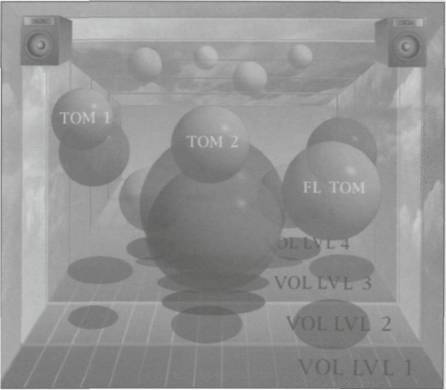 TOM 1
TOM 2
FL TOM
VOL LVL 4
VOL LVL 3
VOL LVL 2
VOL LVL 1